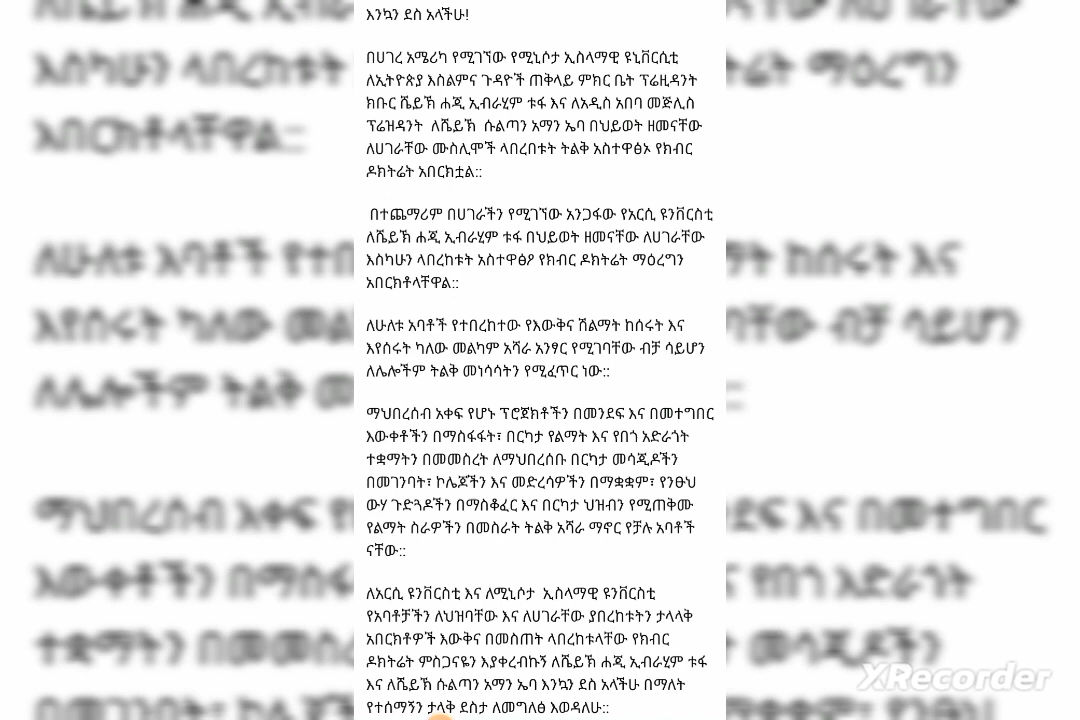 እንኳን ደስ አላችሁ!
በሀገረ አሜሪካ የሚገኘው የሚኒሶታ ኢስላማዊ ዩኒቨርሲቲ
ለኢትዮጵያ እስልምና ጉዳዮች ጠቅላይ ምክር ቤት ፕሬዚዳንት
ክቡር ሼይኽ ሐጂ ኢብራሂም ቱፋ እና ለአዲስ አበባ መጅሊስ
ፕሬዝዳንት ለሼይኽ ሱልጣን አማን ኤባ በህይወት ዘመናቸው
ለሀገራቸው ሙስሊሞች ላበረበቱት ትልቅ አስተዋፅኦ የክብር
ዶክትሬት አበርክቷል፡፡
በተጨማሪም በሀገራችን የሚገኘው አንጋፋው የአርሲ ዩንቨርስቲ
ለሼይኽ ሐጂ ኢብራሂም ቱፋ በህይወት ዘመናቸው ለሀገራቸው
እስካሁን ላበረከቱት አስተዋፅዖ የክብር ዶክትሬት ማዕረግን
አበርክቶላቸዋል፡፡
ለሁለቱ አባቶች የተበረከተው የእውቅና ሽልማት ከሰሩት እና
እየሰሩት ካለው መልካም አሻራ አንፃር የሚገባቸው ብቻ ሳይሆን
ለሌሎችም ትልቅ መነሳሳትን የሚፈጥር ነው፡፡
ማህበረሰብ አቀፍ የሆኑ ፕሮጀክቶችን በመንደፍ እና በመተግበር
እውቀቶችን በማስፋፋት፣ በርካታ የልማት እና የበጎ አድራጎት
ተቋማትን በመመስረት ለማህበረሰቡ በርካታ መሳጂዶችን
በመገንባት፣ ኮሌጆችን እና መድረሳዎችን በማቋቋም፣ የንፁህ
ውሃ ጉድጓዶችን በማስቆፈር እና በርካታ ህዝብን የሚጠቅሙ
የልማት ስራዎችን በመስራት ትልቅ አሻራ ማኖር የቻሉ አባቶች
ናቸው፡፡
ለአርሲ ዩንቨርስቲ እና ለሚኒሶታ ኢስላማዊ ዩንቨርስቲ
የአባቶቻችን ለህዝባቸው እና ለሀገራቸው ያበረከቱትን ታላላቅ
አበርክቶዎች እውቅና በመስጠት ላበረከቱላቸው የክብር
ዶክትሬት ምስጋናዬን እያቀረብኩኝ ለሼይኽ ሐጂ ኢብራሂም ቱፋ
እና ለሼይኽ ሱልጣን አማን ኤባ እንኳን ደስ አላችሁ በማለት
የተሰማኝን ታላቅ ደስታ ለመግለፅ እወዳለሁ፡፡
XRecorder